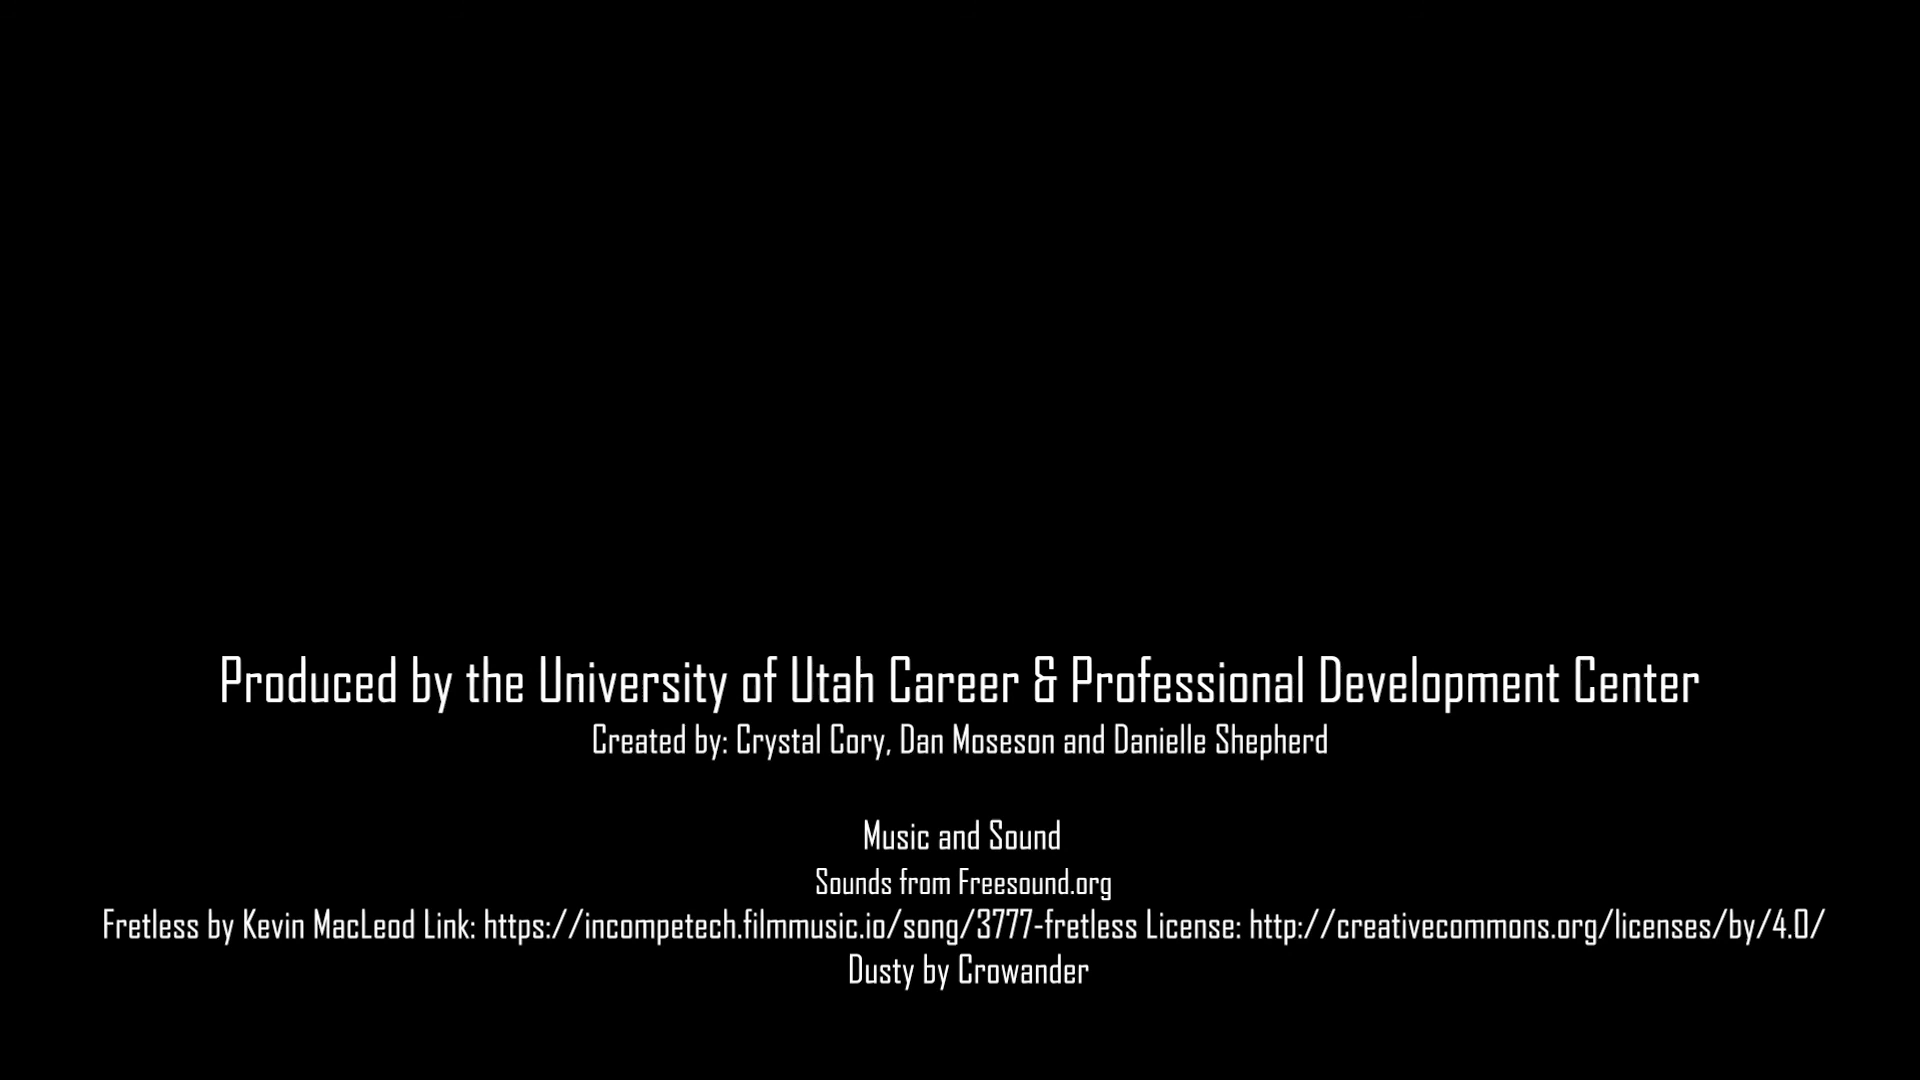 Produced by the University of Utah Career & Professional Development Center
Created by: Crystal Cory, Dan Moseson and Danielle Shepherd
Music and Sound
Sounds from Freesound.org
Fretless by Kevin MacLeod Link: https://incompetech.filmmusic.io/song/3777-fretless License: http://creativecommons.org/licenses/by/4.0/
Dusty by Crowander